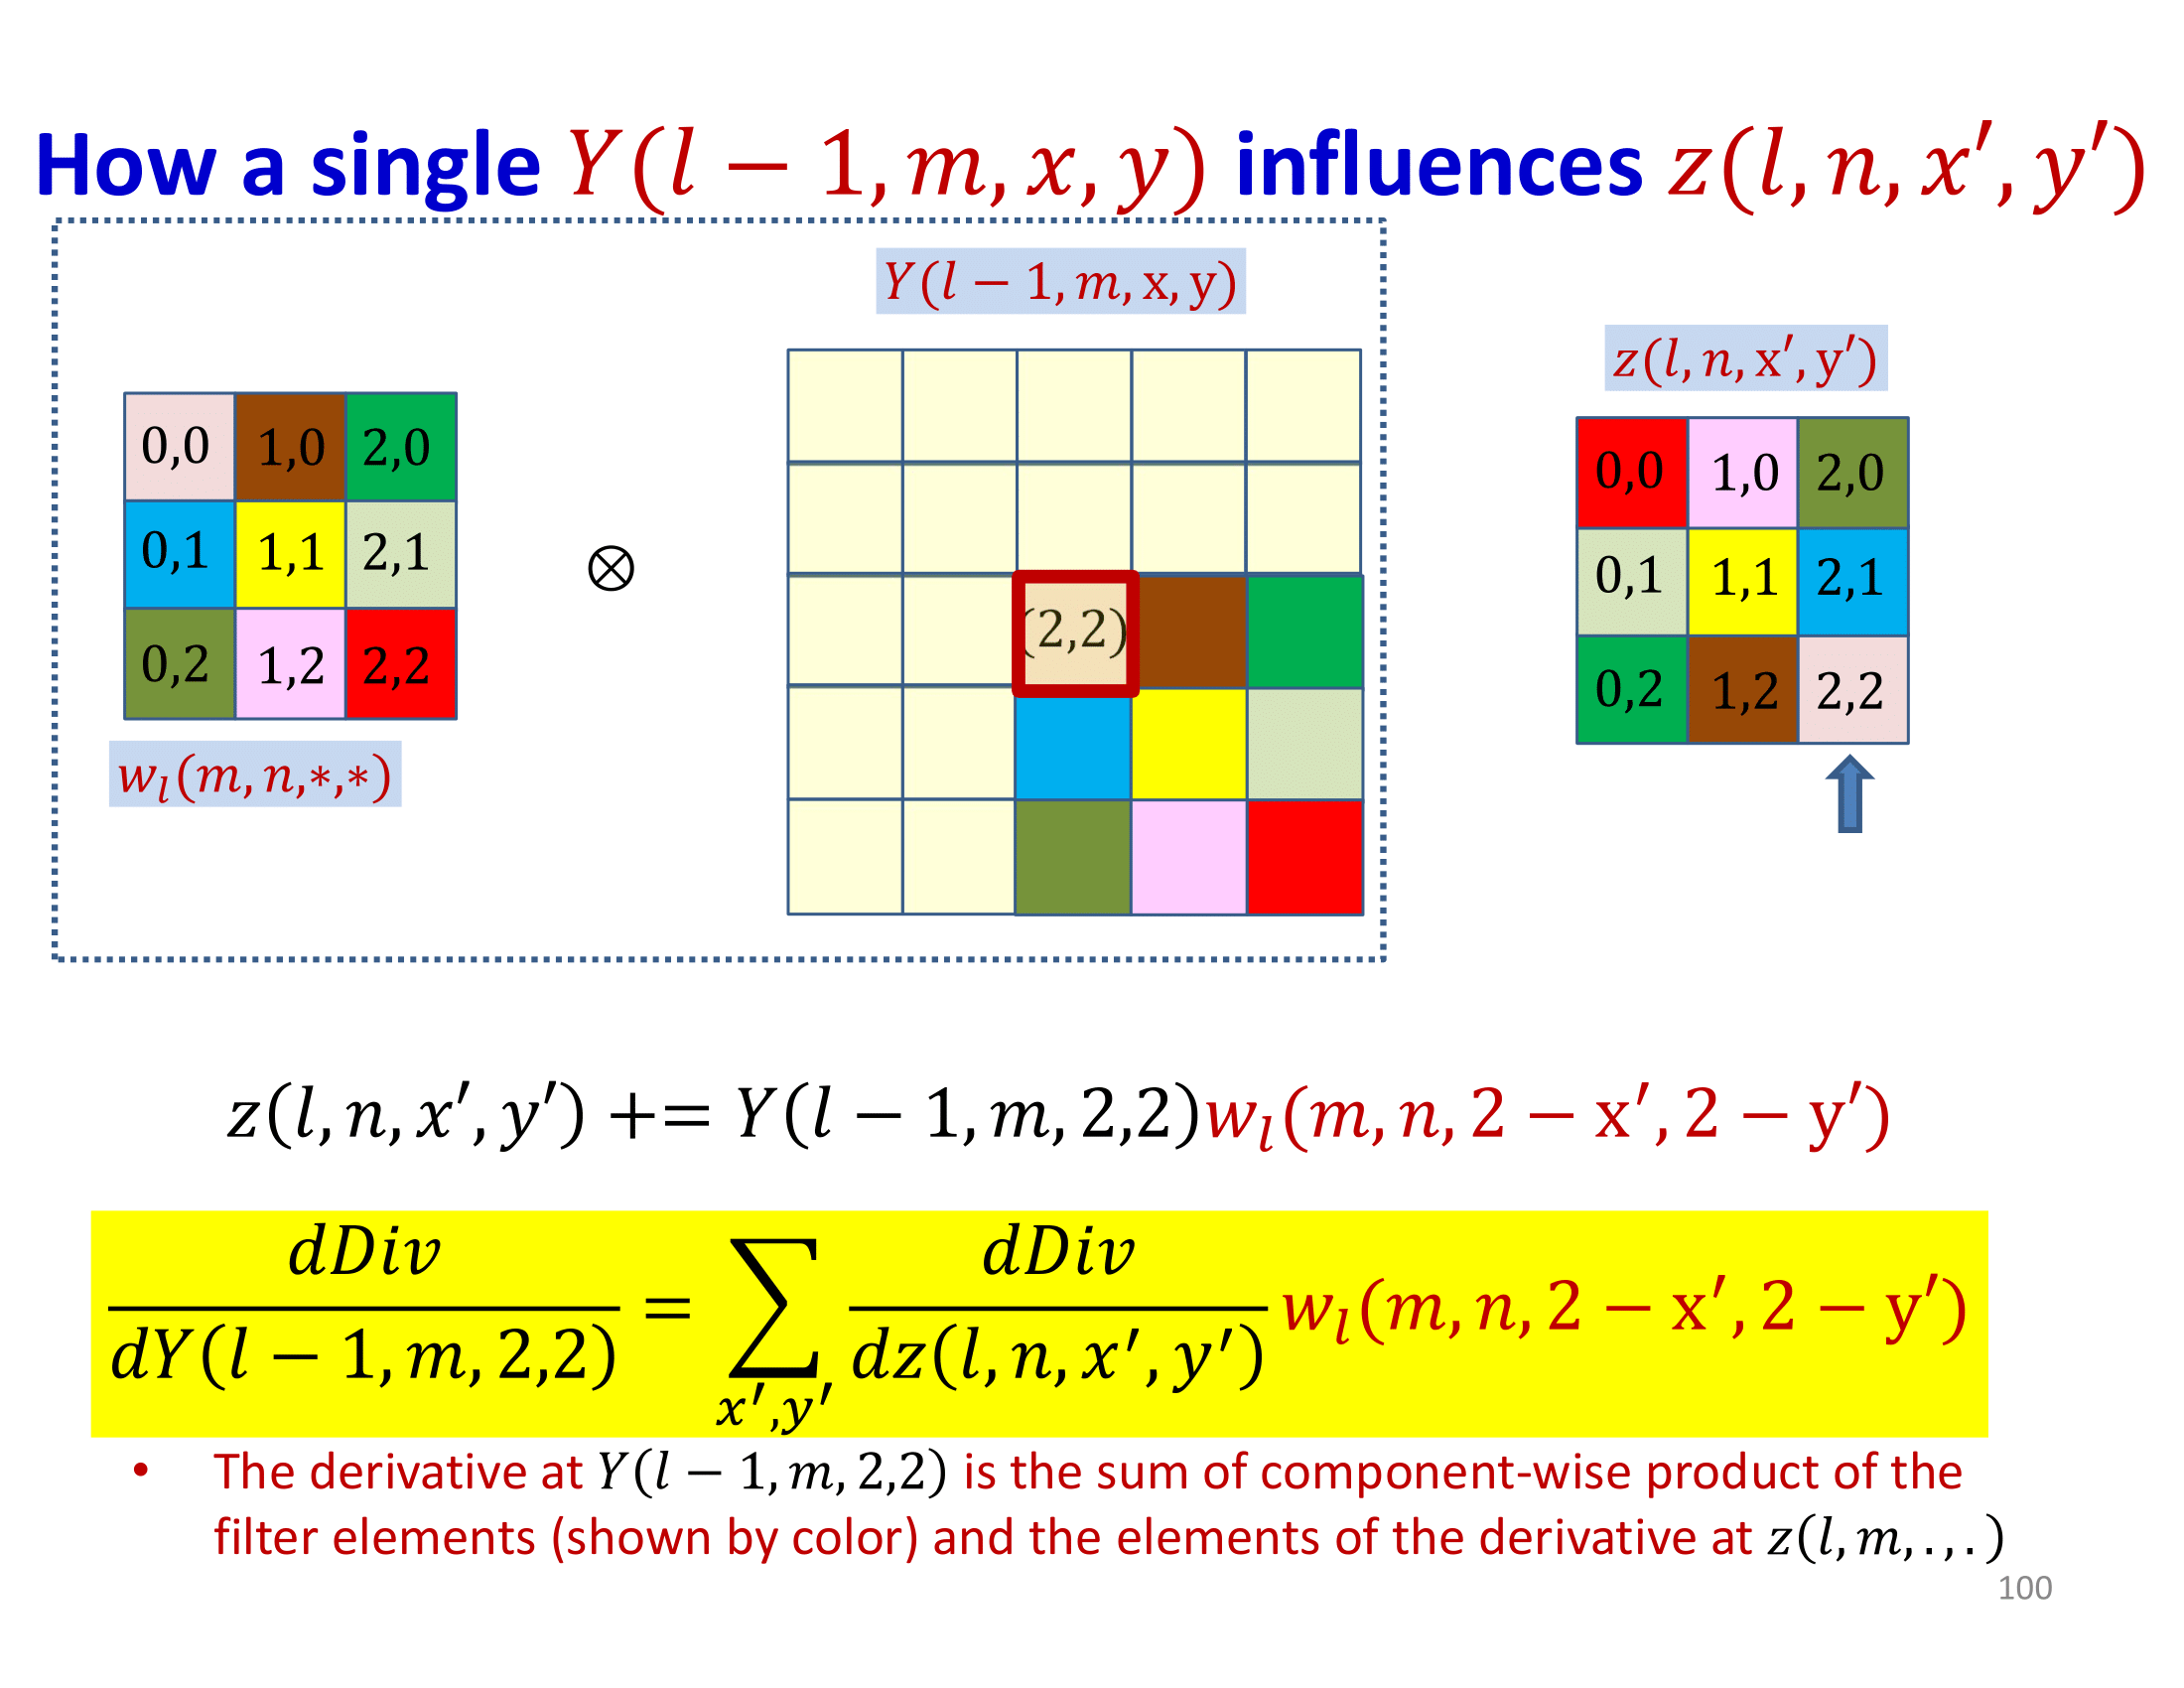 How a single Y(l − 1, m, x, y) influences z(l, n, x′, y′)
Y(l − 1, m, x, y)
z(l, n, x′, y′)
0,0 1,0 2,0
0,1 1,1 2,1
0,2 1,2 2,2
w_l(m, n,∗,∗)
⊗
(2,2)
0,0 1,0 2,0
0,1 1,1 2,1
0,2 1,2 2,2
z(l, n, x′, y′) += Y(l − 1, m, 2,2)w_l(m, n, 2 − x′, 2 − y′)
dDiv/dY(l − 1, m, 2,2) = ∑_{x′,y′} dDiv/dz(l, n, x′, y′) w_l(m, n, 2 − x′, 2 − y′)
• The derivative at Y(l − 1, m, 2,2) is the sum of component-wise product of the
filter elements (shown by color) and the elements of the derivative at z(l, m, . , . )
100